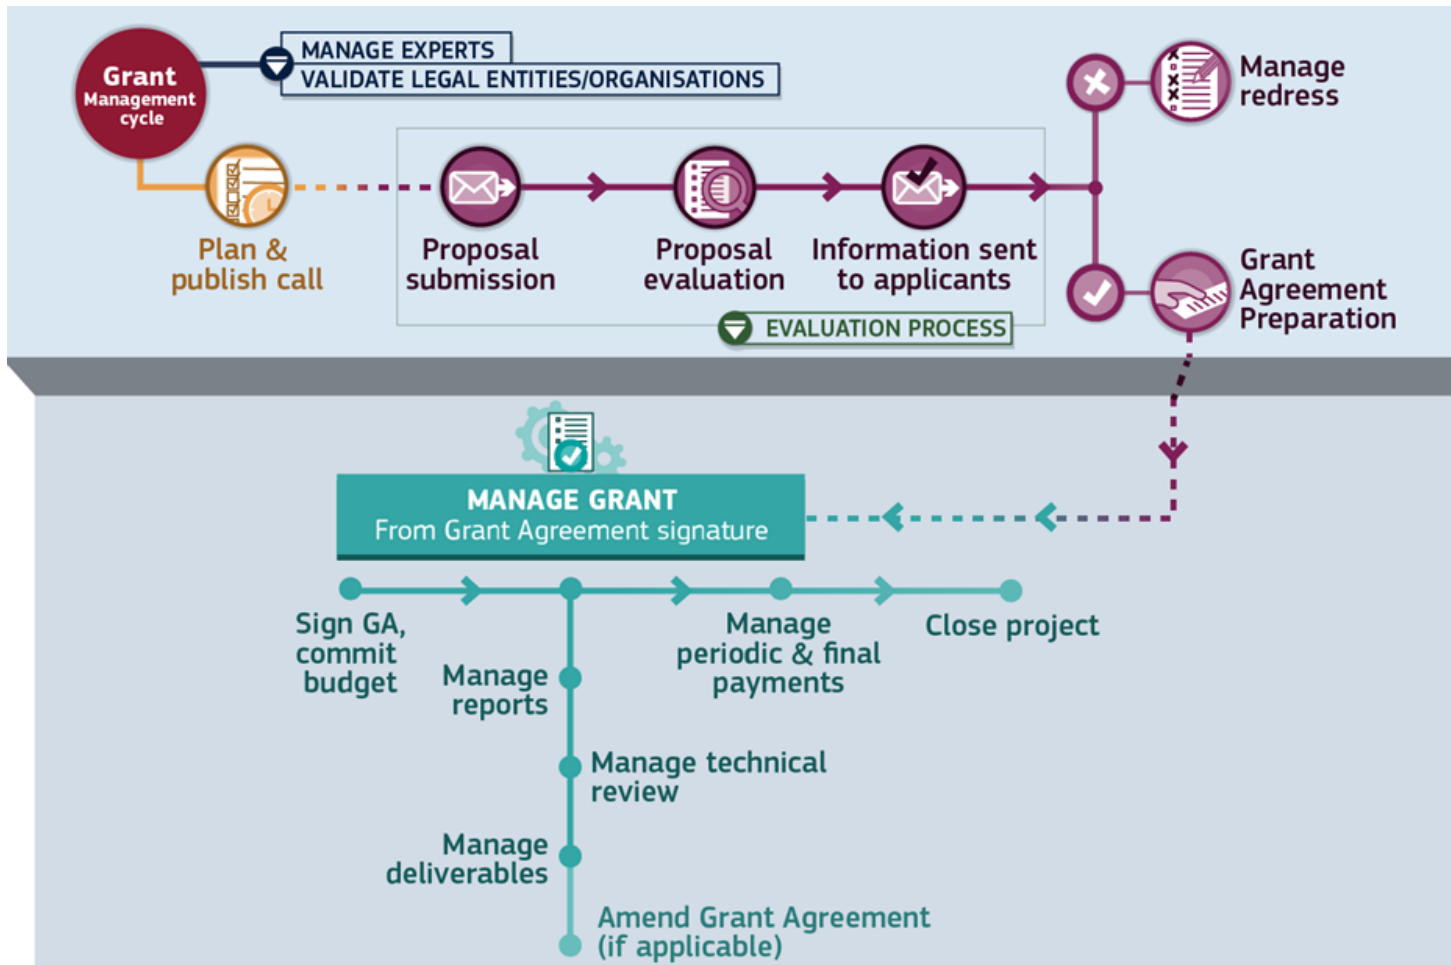 Grant
Management
cycle
MANAGE EXPERTS
VALIDATE LEGAL ENTITIES/ORGANISATIONS
Manage
redress
Plan &
publish call
Proposal
submission
Proposal
evaluation
Information sent
to applicants
Grant
Agreement
Preparation
EVALUATION PROCESS
MANAGE GRANT
From Grant Agreement signature
Sign GA,
commit
budget
Manage
periodic & final
payments
Close project
Manage
reports
Manage technical
review
Manage
deliverables
Amend Grant Agreement
(if applicable)